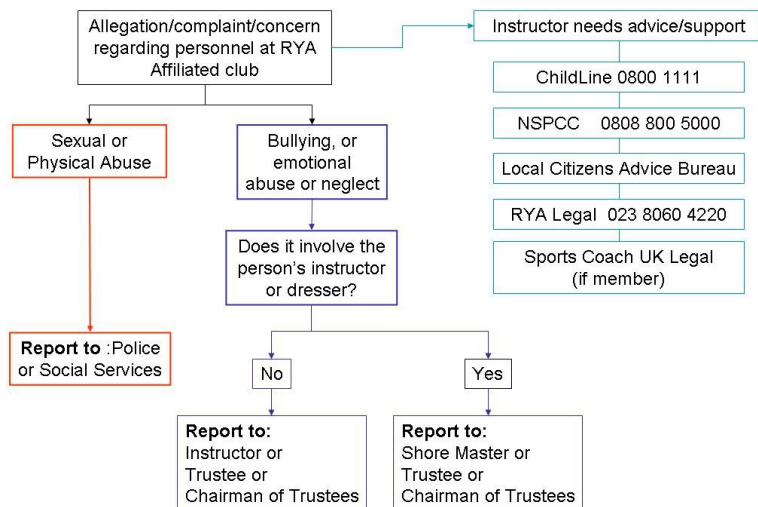 Allegation/complaint/concern
regarding personnel at RYA
Affiliated club
Instructor needs advice/support
ChildLine 0800 1111
NSPCC 0808 800 5000
Local Citizens Advice Bureau
RYA Legal 023 8060 4220
Sports Coach UK Legal
(if member)
Sexual or
Physical Abuse
Bullying, or
emotional
abuse or neglect
Does it involve the
person's instructor
or dresser?
Report to :Police
or Social Services
No
Yes
Report to:
Instructor or
Trustee or
Chairman of Trustees
Report to:
Shore Master or
Trustee or
Chairman of Trustees